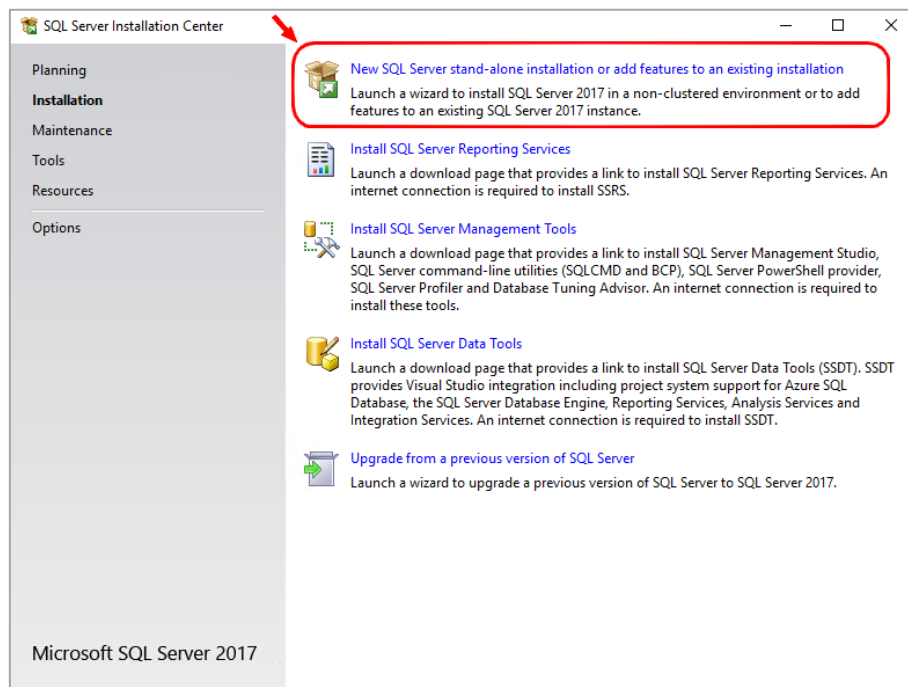 SQL Server Installation Center
Planning
Installation
Maintenance
Tools
Resources
Options
Microsoft SQL Server 2017
New SQL Server stand-alone installation or add features to an existing installation
Launch a wizard to install SQL Server 2017 in a non-clustered environment or to add
features to an existing SQL Server 2017 instance.
Install SQL Server Reporting Services
Launch a download page that provides a link to install SQL Server Reporting Services. An
internet connection is required to install SSRS.
Install SQL Server Management Tools
Launch a download page that provides a link to install SQL Server Management Studio,
SQL Server command-line utilities (SQLCMD and BCP), SQL Server PowerShell provider,
SQL Server Profiler and Database Tuning Advisor. An internet connection is required to
install these tools.
Install SQL Server Data Tools
Launch a download page that provides a link to install SQL Server Data Tools (SSDT). SSDT
provides Visual Studio integration including project system support for Azure SQL
Database, the SQL Server Database Engine, Reporting Services, Analysis Services and
Integration Services. An internet connection is required to install SSDT.
Upgrade from a previous version of SQL Server
Launch a wizard to upgrade a previous version of SQL Server to SQL Server 2017.